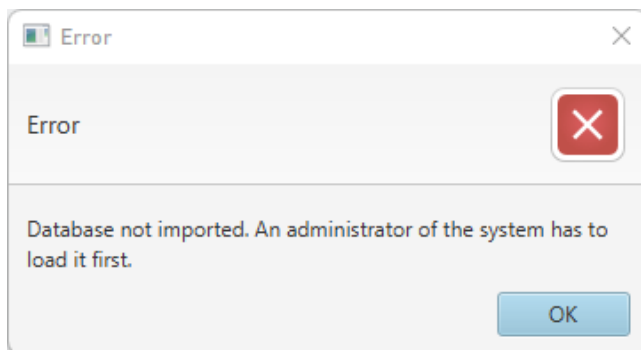 Error
Error
Database not imported. An administrator of the system has to
load it first.
OK